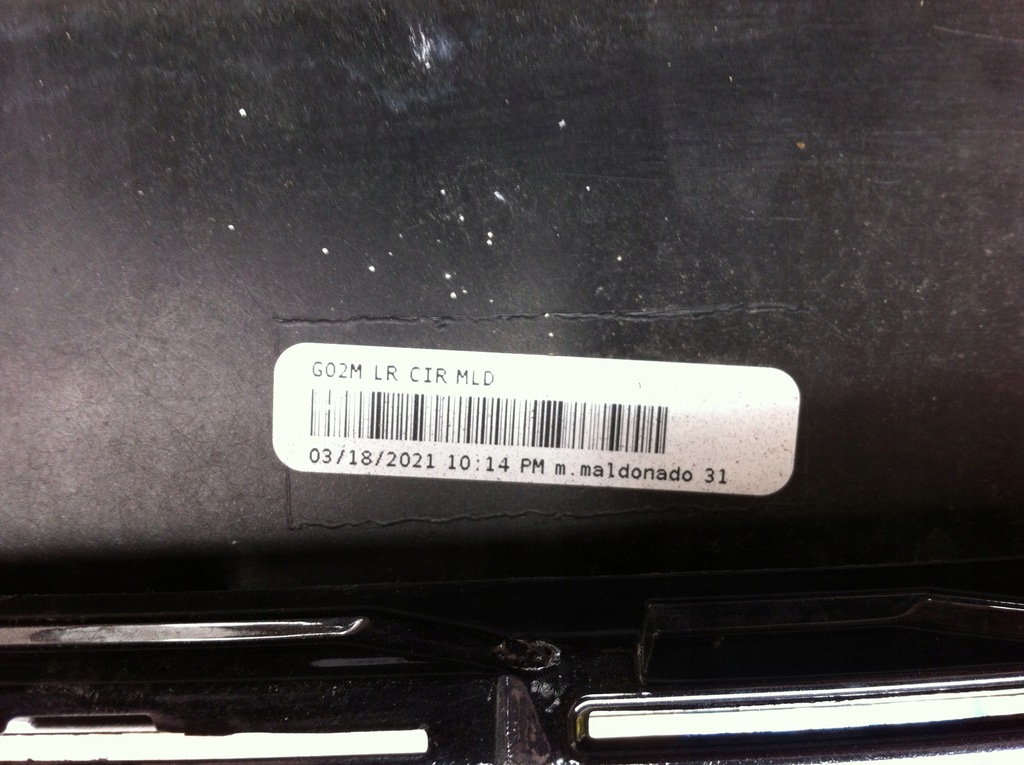 G02M LR CIR MLD
03/18/2021 10:14 PM m.maldonado 31